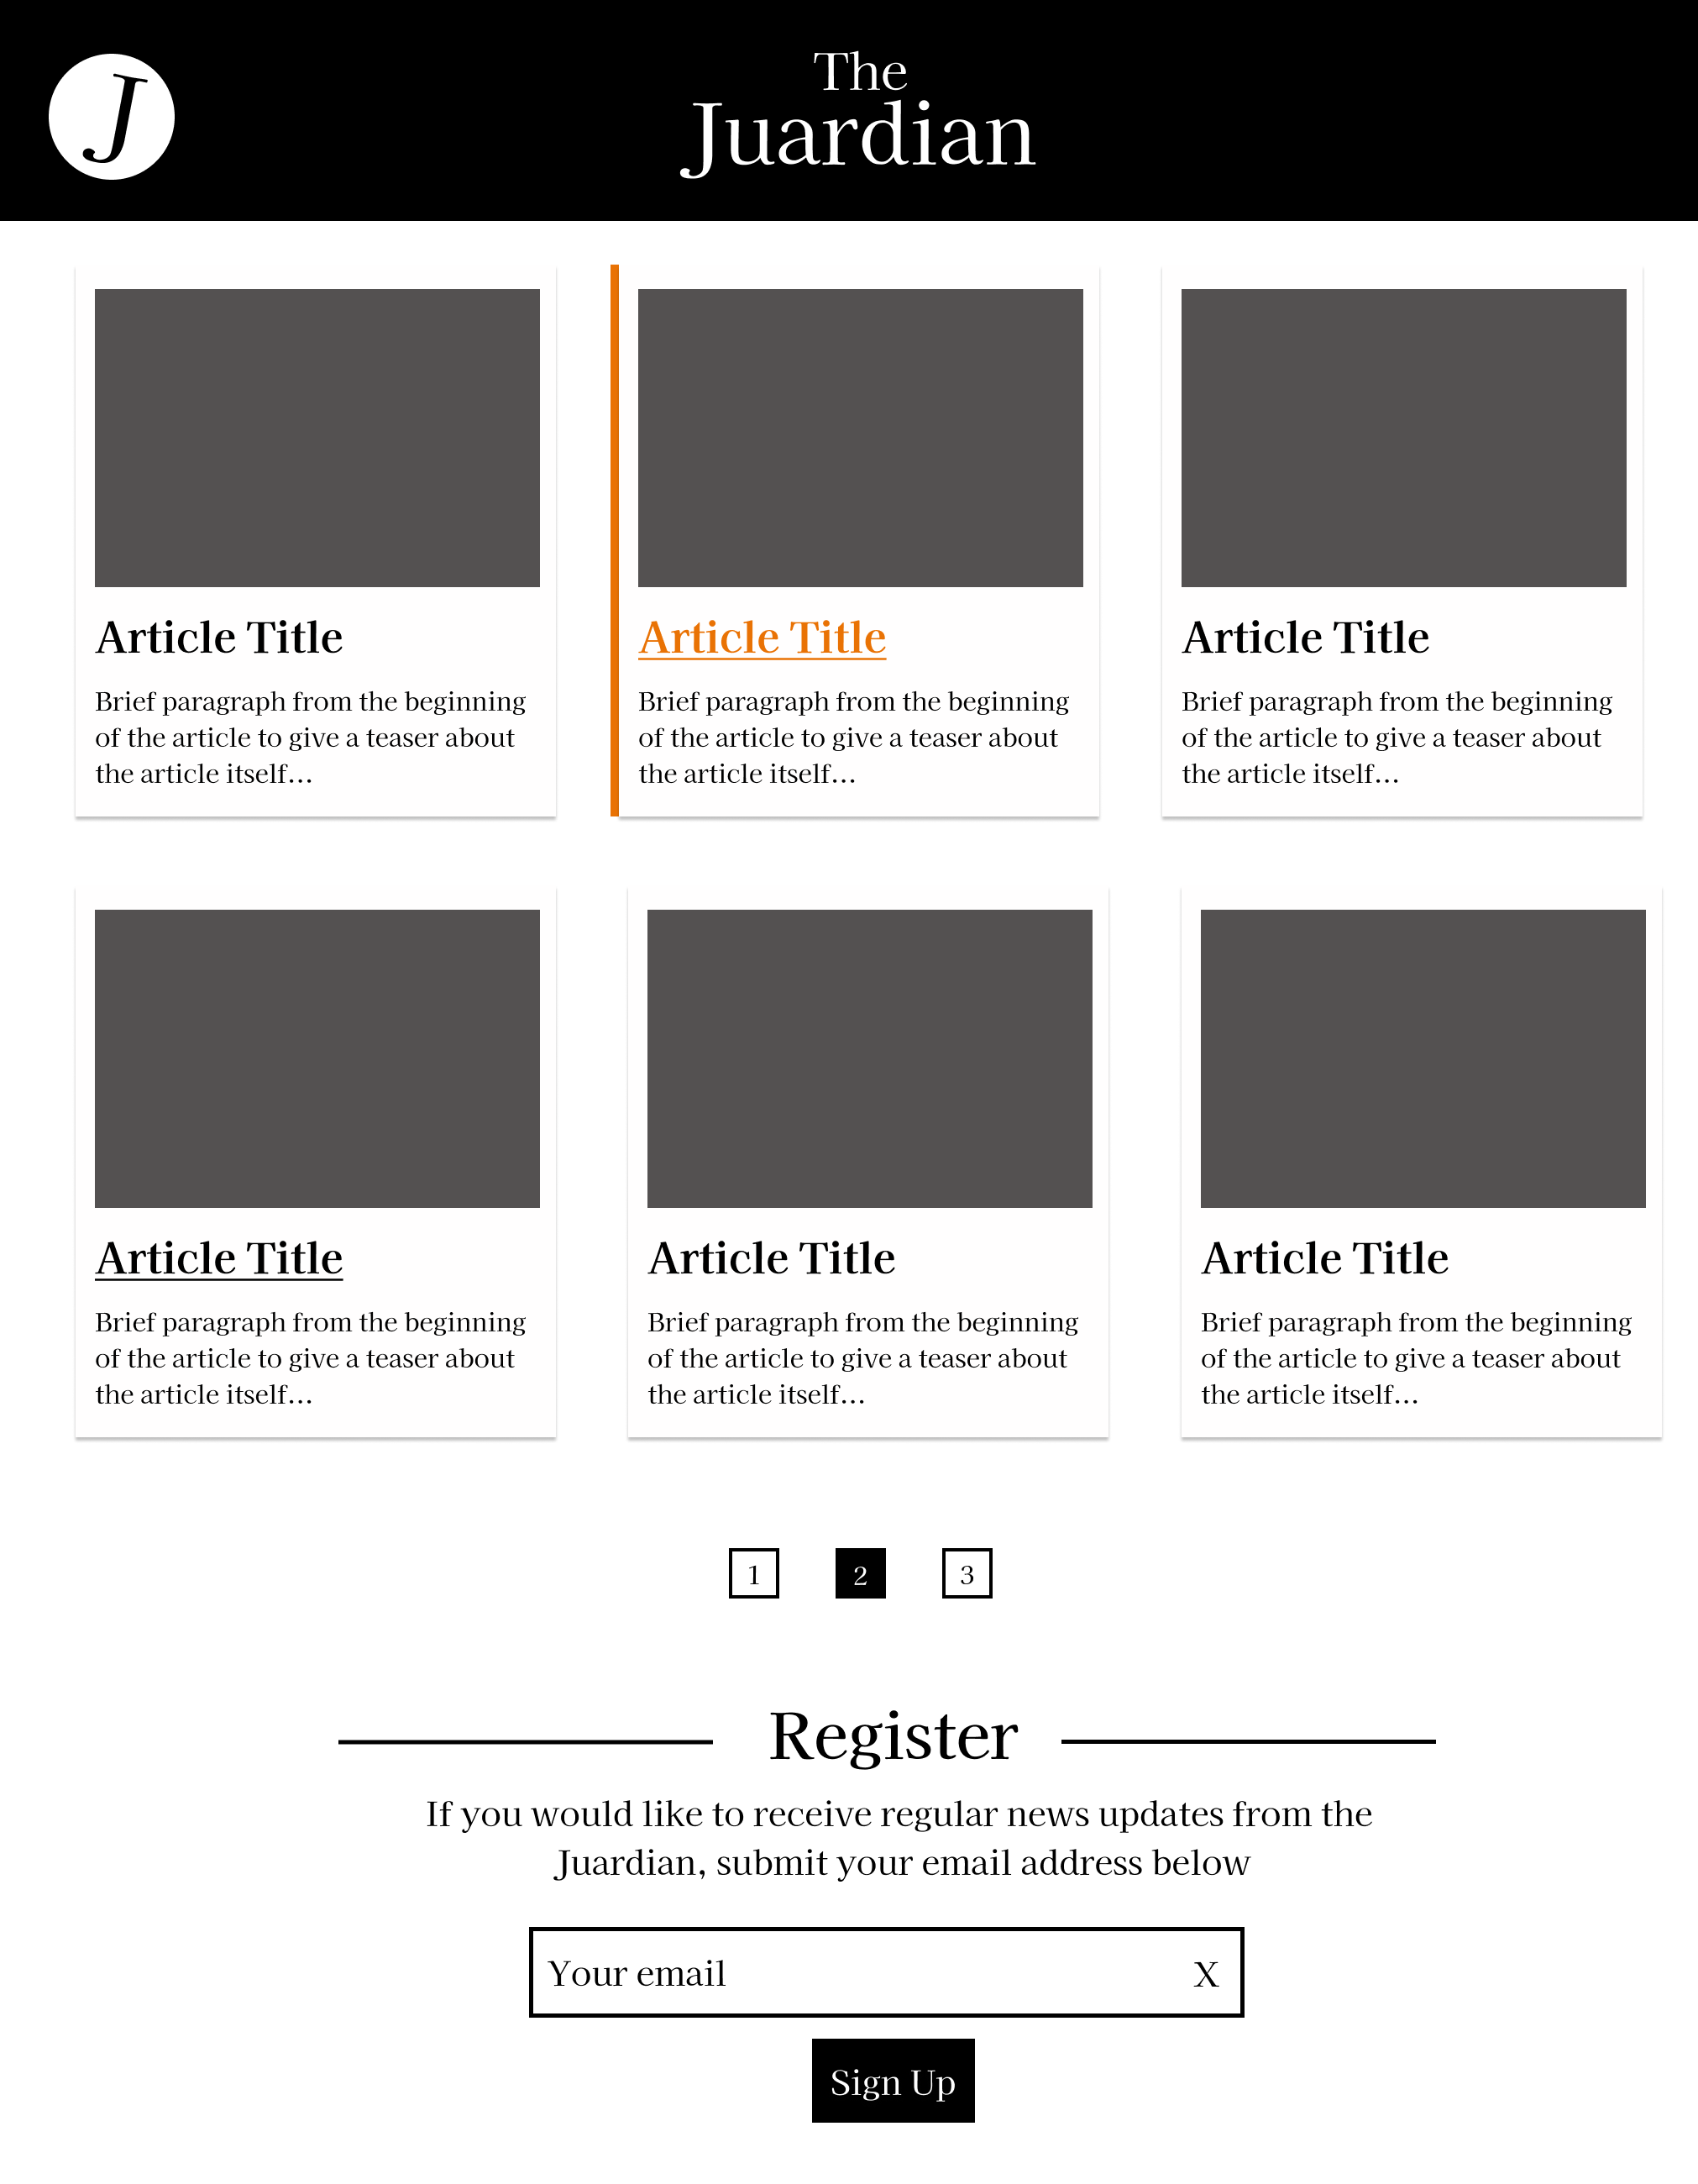 J
The
Juardian
Article Title
Brief paragraph from the beginning
of the article to give a teaser about
the article itself...
Article Title
Brief paragraph from the beginning
of the article to give a teaser about
the article itself...
Article Title
Brief paragraph from the beginning
of the article to give a teaser about
the article itself...
Article Title
Brief paragraph from the beginning
of the article to give a teaser about
the article itself...
Article Title
Brief paragraph from the beginning
of the article to give a teaser about
the article itself...
Article Title
Brief paragraph from the beginning
of the article to give a teaser about
the article itself...
1 2 3
Register
If you would like to receive regular news updates from the
Juardian, submit your email address below
Your email X
Sign Up